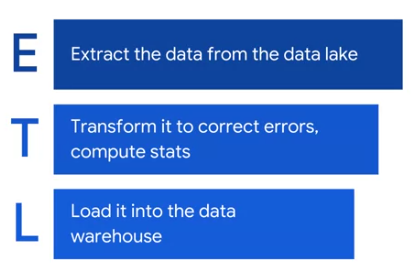 E
Extract the data from the data lake
T
Transform it to correct errors,
compute stats
L
Load it into the data
warehouse